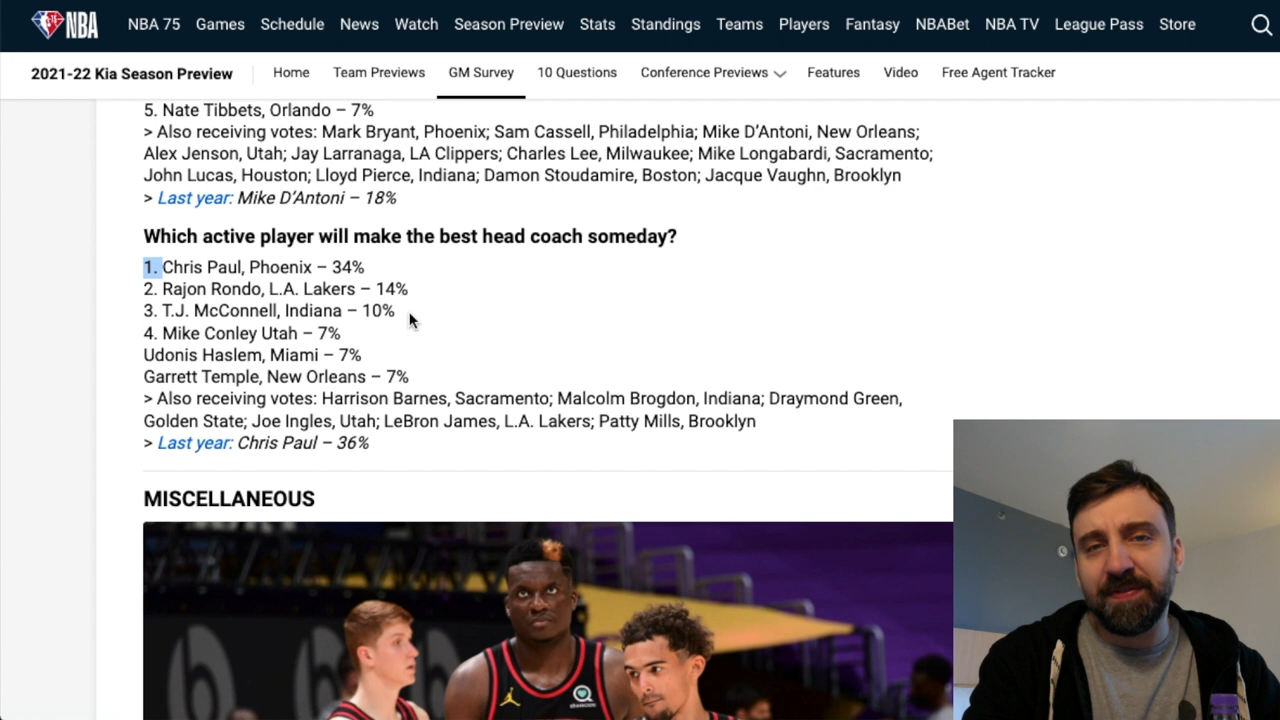 NBA NBA 75 Games Schedule News Watch Season Preview Stats Standings Teams Players Fantasy NBABet NBA TV League Pass Store
2021-22 Kia Season Preview Home Team Previews GM Survey 10 Questions Conference Previews Features Video Free Agent Tracker
5. Nate Tibbets, Orlando – 7%
> Also receiving votes: Mark Bryant, Phoenix; Sam Cassell, Philadelphia; Mike D’Antoni, New Orleans;
Alex Jenson, Utah; Jay Larranaga, LA Clippers; Charles Lee, Milwaukee; Mike Longabardi, Sacramento;
John Lucas, Houston; Lloyd Pierce, Indiana; Damon Stoudamire, Boston; Jacque Vaughn, Brooklyn
> Last year: Mike D’Antoni – 18%
Which active player will make the best head coach someday?
1. Chris Paul, Phoenix – 34%
2. Rajon Rondo, L.A. Lakers – 14%
3. T.J. McConnell, Indiana – 10%
4. Mike Conley Utah – 7%
Udonis Haslem, Miami – 7%
Garrett Temple, New Orleans – 7%
> Also receiving votes: Harrison Barnes, Sacramento; Malcolm Brogdon, Indiana; Draymond Green,
Golden State; Joe Ingles, Utah; LeBron James, L.A. Lakers; Patty Mills, Brooklyn
> Last year: Chris Paul – 36%
MISCELLANEOUS